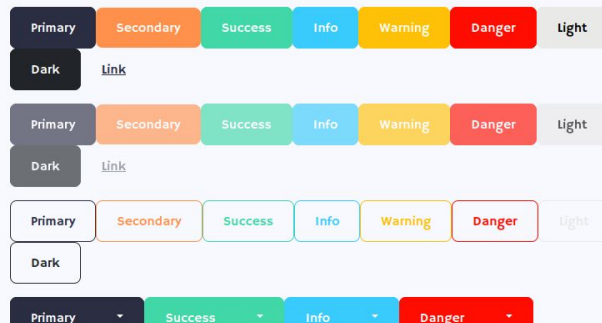 Primary Secondary Success Info Warning Danger Light
Dark Link
Primary Secondary Success Info Warning Danger Light
Dark Link
Primary Secondary Success Info Warning Danger Light
Dark
Primary Success Info Danger